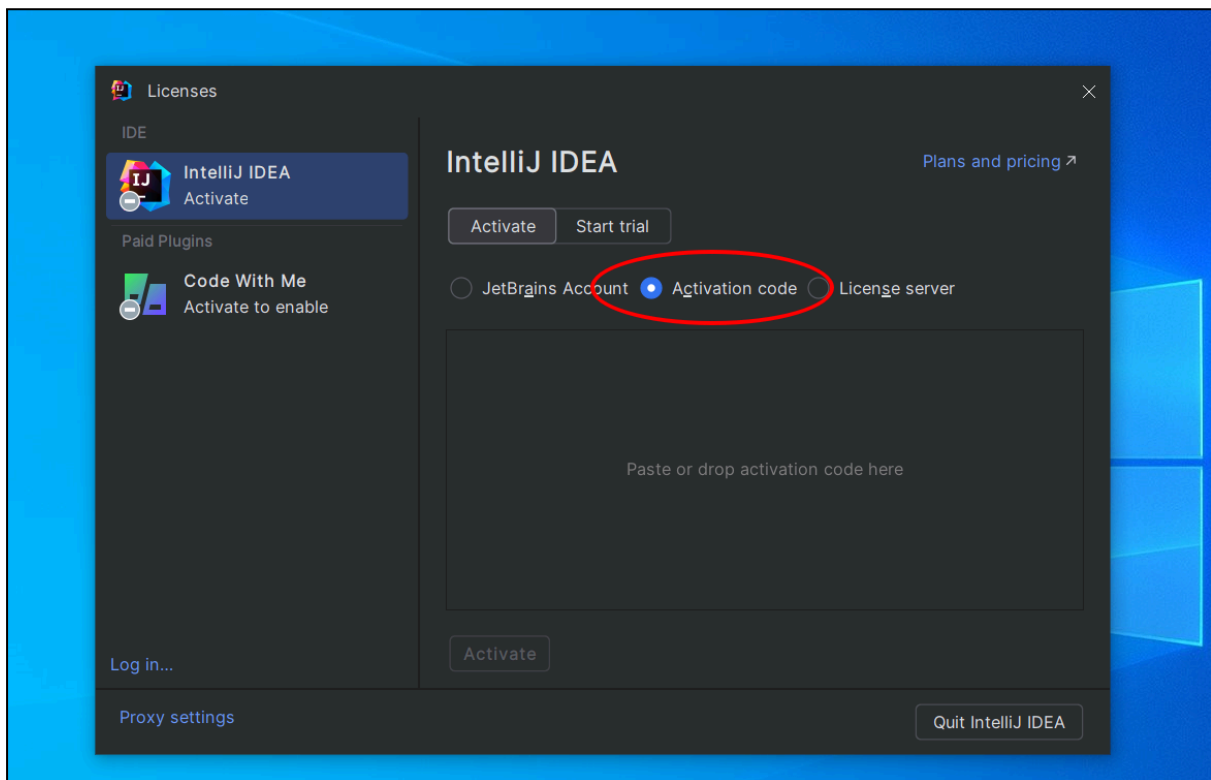 Licenses
IDE
IJ
IntelliJ IDEA
Activate
Paid Plugins
Code With Me
Activate to enable
Log in...
IntelliJ IDEA
Plans and pricing ↗
Activate
Start trial
JetBrains Account
Activation code
License server
Paste or drop activation code here
Activate
Proxy settings
Quit IntelliJ IDEA